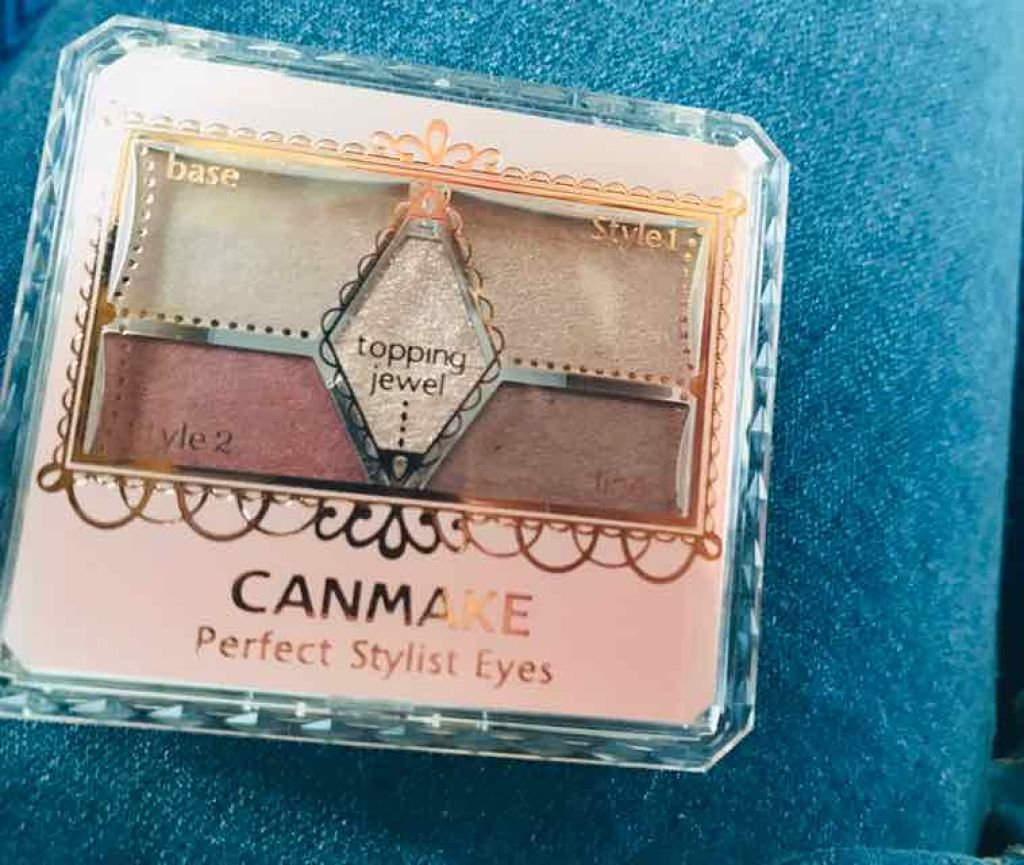 base
Style1
topping
jewel
tyle 2
CANMAKE
Perfect Stylist Eyes